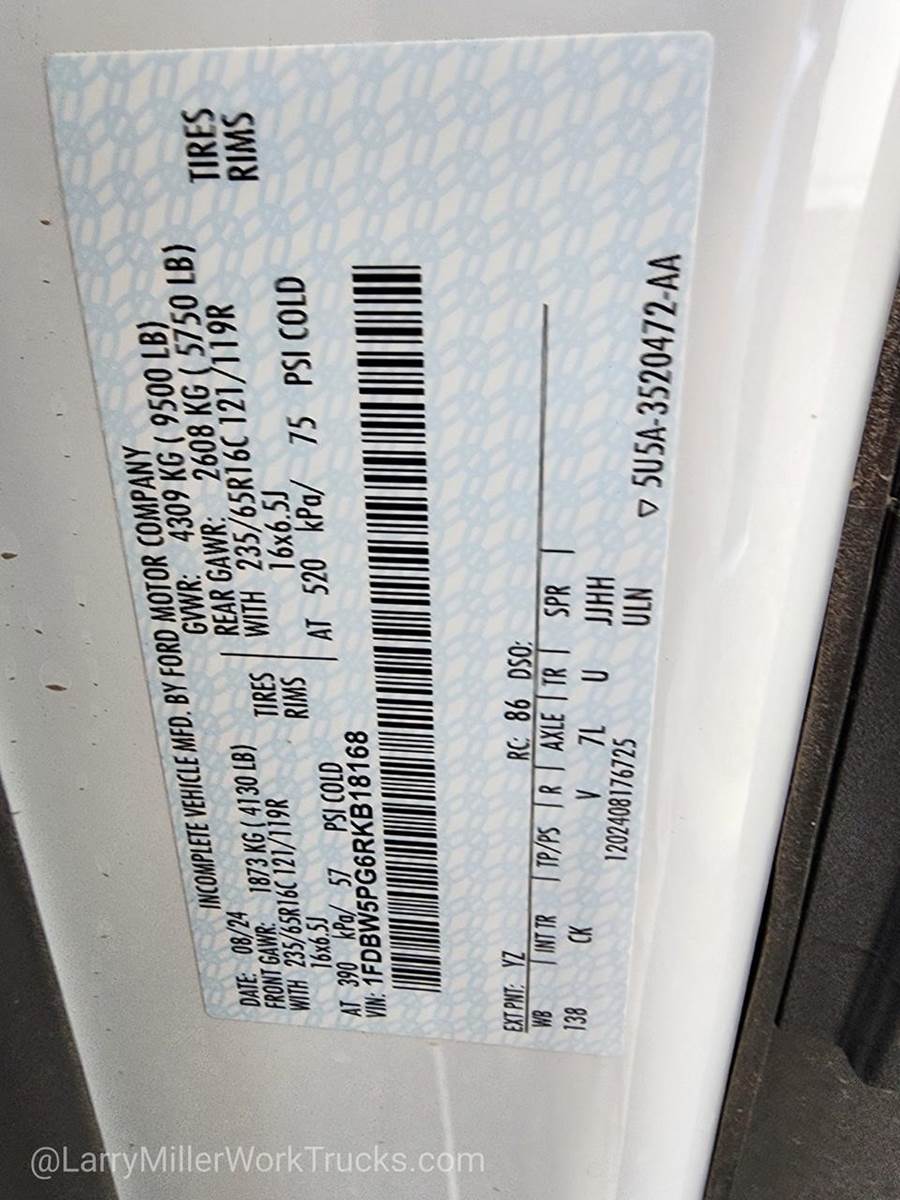 INCOMPLETE VEHICLE MFD. BY FORD MOTOR COMPANY
DATE: 08/24 GVWR: 4309 KG ( 9500 LB)
FRONT GAWR: 1873 KG ( 4130 LB) REAR GAWR: 2608 KG ( 5750 LB)
WITH 235/65R16C 121/119R TIRES WITH 235/65R16C 121/119R TIRES
16x6.5J RIMS 16x6.5J RIMS
AT 390 kPa/ 57 PSI COLD AT 520 kPa/ 75 PSI COLD
VIN: 1FDBW5PG6RKB18168
EXT PNT: YZ RC: 86 DSO:
WB | INT TR | TP/PS | R | AXLE | TR | SPR |
138 CK V 7L U JJHH
1202408176725 ULN
▽ 5U5A-3520472-AA
@LarryMillerWorkTrucks.com